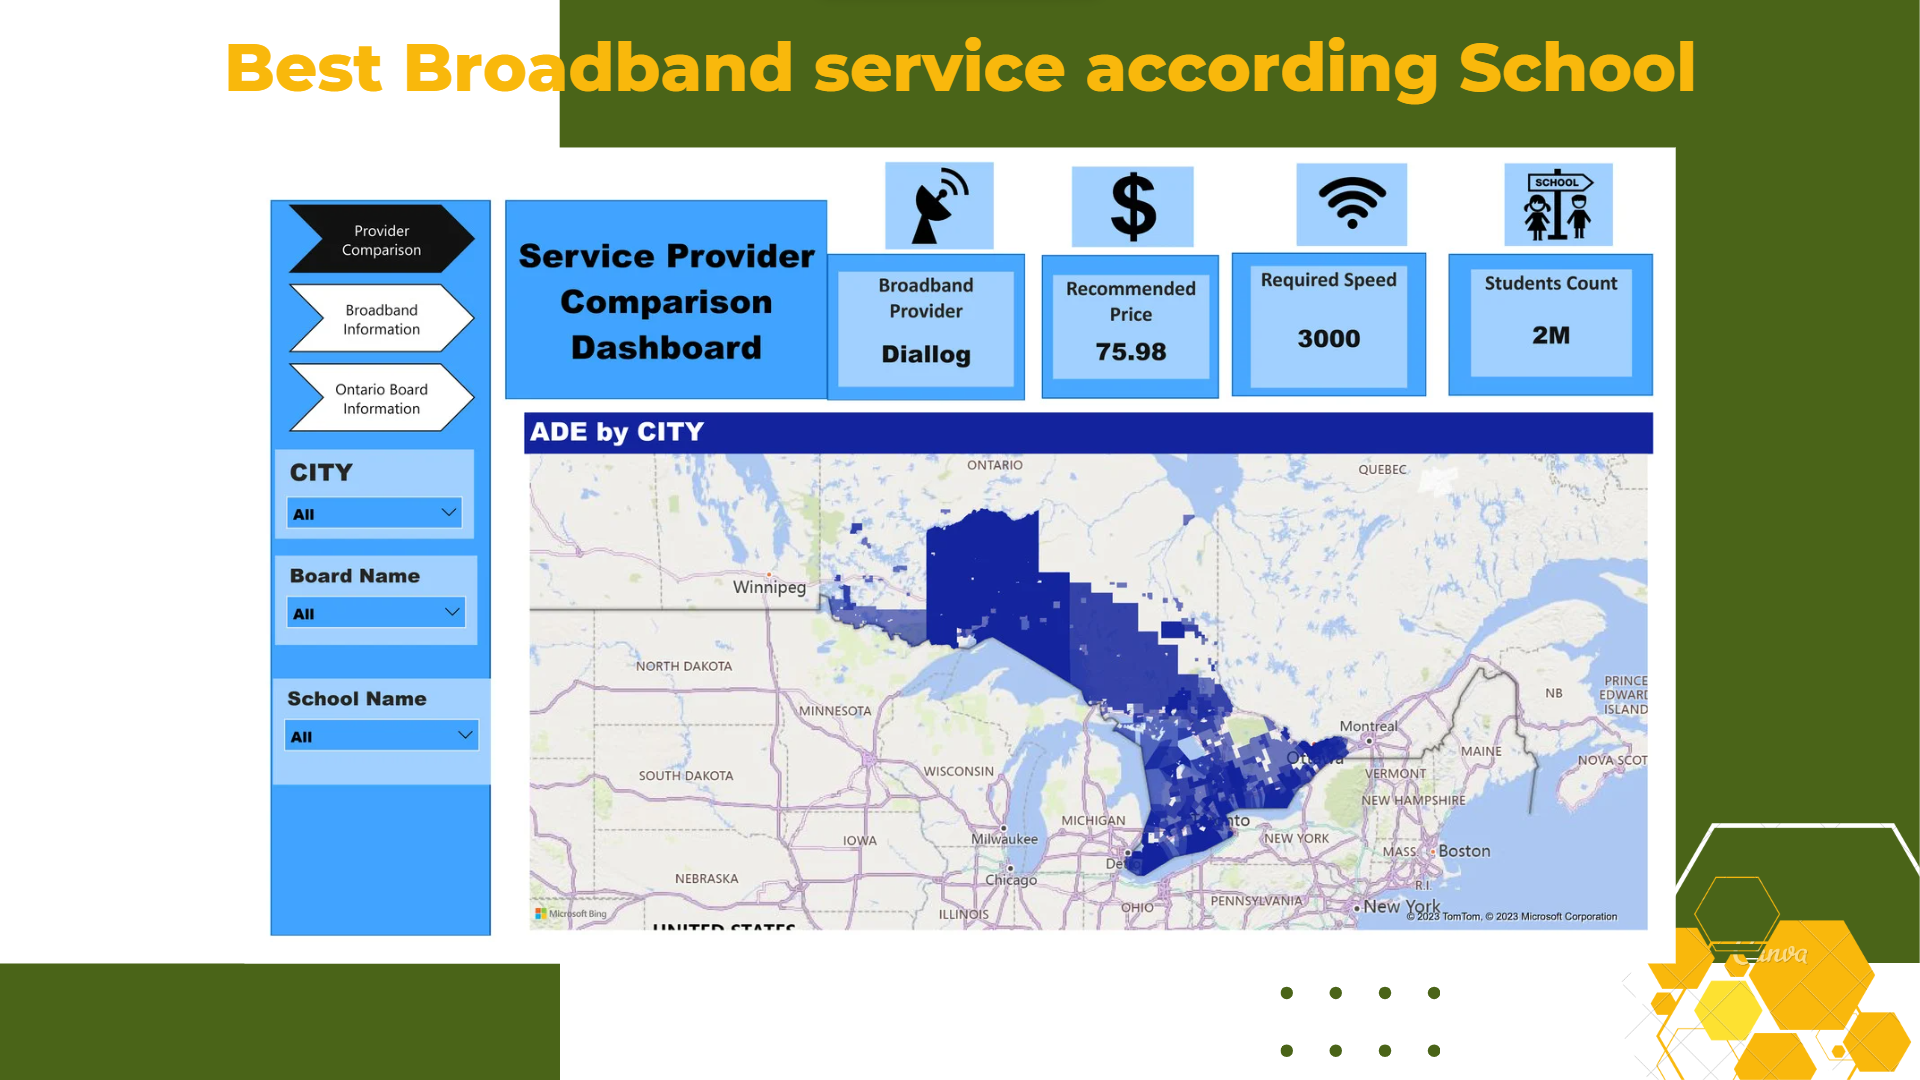 Best Broadband service according School
Provider
Comparison
Broadband
Information
Ontario Board
Information
CITY
All
Board Name
All
School Name
All
Service Provider
Comparison
Dashboard
Broadband
Provider
Diallog
Recommended
Price
75.98
Required Speed
3000
SCHOOL
Students Count
2M
ADE by CITY
ONTARIO
QUEBEC
Winnipeg
NORTH DAKOTA
MINNESOTA
SOUTH DAKOTA
WISCONSIN
IOWA
NEBRASKA
Milwaukee
MICHIGAN
Chicago
ILLINOIS
OHIO
PENNSYLVANIA
NEW YORK
Montreal
VERMONT
NEW HAMPSHIRE
MASS.
Boston
R.I.
New York
MAINE
NB
PRINCE
EDWARD
ISLAND
NOVA SCOT
UNITED STATES
Microsoft Bing
© 2023 TomTom, © 2023 Microsoft Corporation
Canva